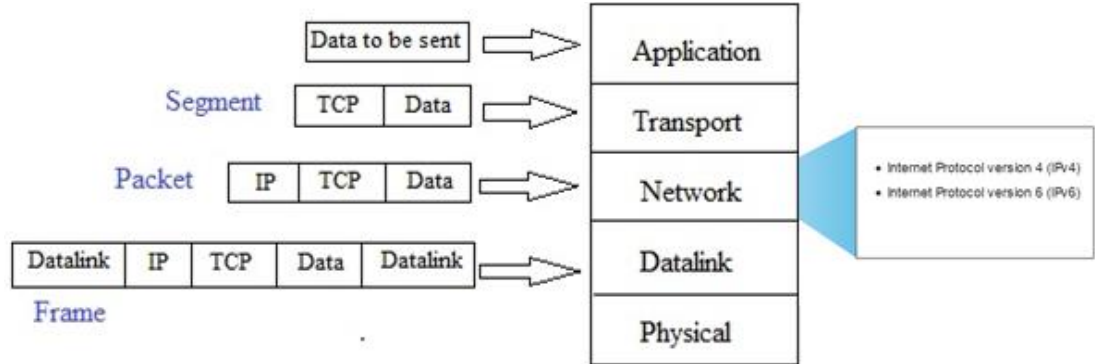 Data to be sent
Application
Segment
TCP Data
Transport
Packet
IP TCP Data
Network
• Internet Protocol version 4 (IPv4)
• Internet Protocol version 6 (IPv6)
Datalink IP TCP Data Datalink
Datalink
Frame
Physical